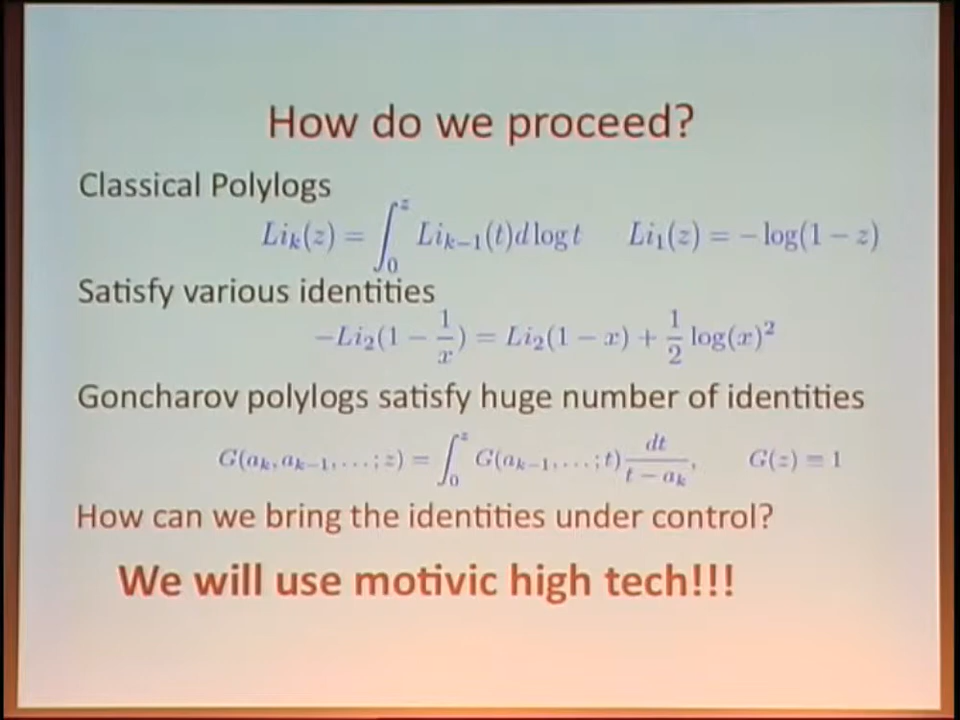 How do we proceed?
Classical Polylogs
Li_k(z) = ∫_0^z Li_{k−1}(t) d log t    Li_1(z) = − log(1 − z)
Satisfy various identities
−Li_2(1 − 1/x) = Li_2(1 − x) + 1/2 log(x)^2
Goncharov polylogs satisfy huge number of identities
G(a_k, a_{k−1}, . . . ; z) = ∫_0^z G(a_{k−1}, . . . ; t) dt/(t − a_k),    G(z) = 1
How can we bring the identities under control?
We will use motivic high tech!!!